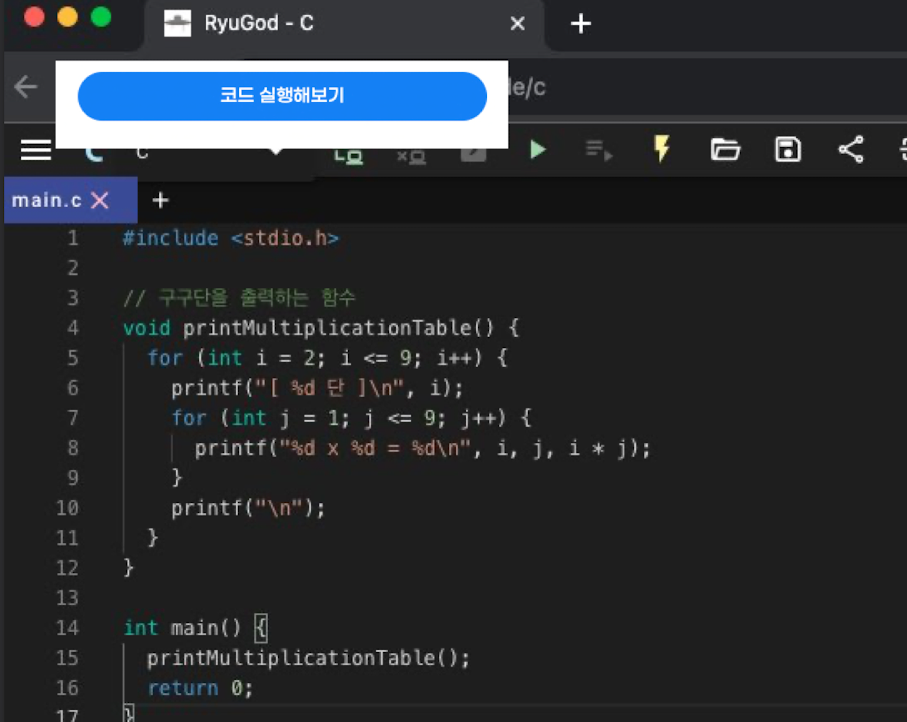 RyuGod - C
코드 실행해보기
le/c
C
main.c
1 #include <stdio.h>
2
3 // 구구단을 출력하는 함수
4 void printMultiplicationTable() {
5 for (int i = 2; i <= 9; i++) {
6 printf("[ %d 단 ]\n", i);
7 for (int j = 1; j <= 9; j++) {
8 printf("%d x %d = %d\n", i, j, i * j);
9 }
10 printf("\n");
11 }
12 }
13
14 int main() {
15 printMultiplicationTable();
16 return 0;
17 }